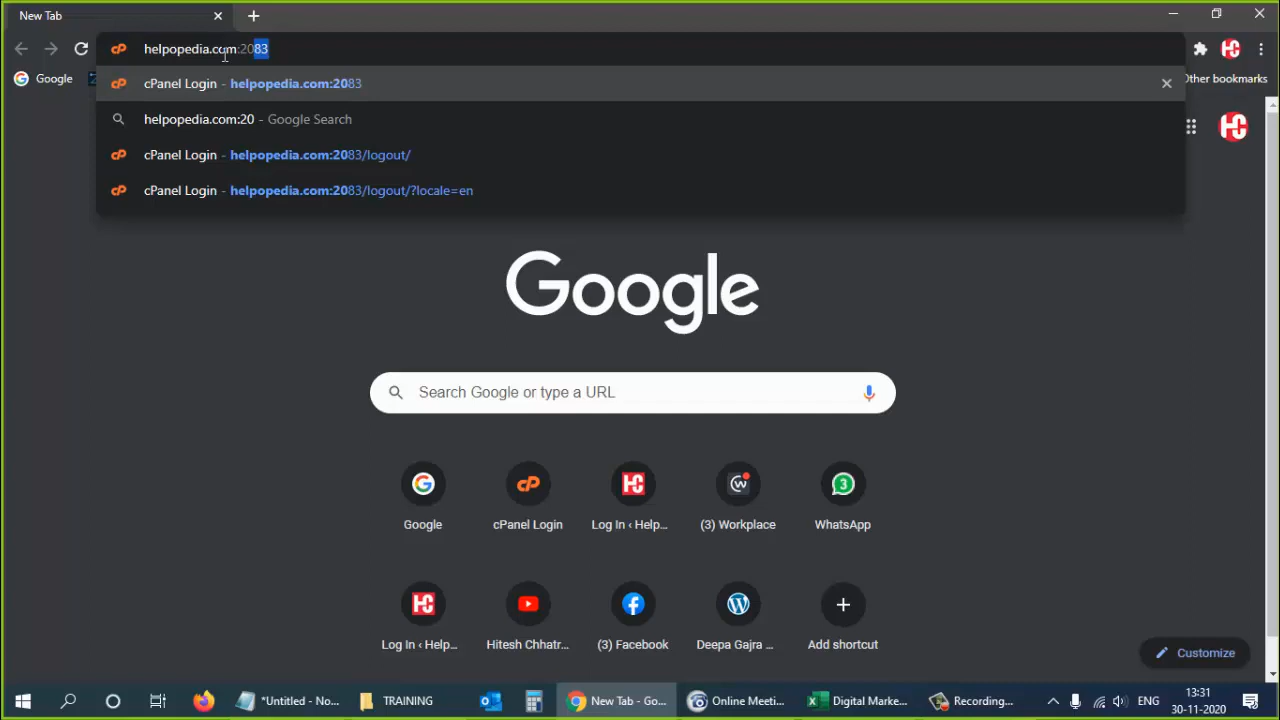 New Tab
helpopedia.com:2083
Google
Other bookmarks
cPanel Login - helpopedia.com:2083
helpopedia.com:20 - Google Search
cPanel Login - helpopedia.com:2083/logout/
cPanel Login - helpopedia.com:2083/logout/?locale=en
Google
Search Google or type a URL
Google
cPanel Login
Log In ‹ Help...
(3) Workplace
3
WhatsApp
Log In ‹ Help...
Hitesh Chhatr...
(3) Facebook
Deepa Gajra ...
Add shortcut
Customize
*Untitled - No...
TRAINING
New Tab - Go...
Online Meeti...
Digital Marke...
Recording...
ENG
13:31
30-11-2020